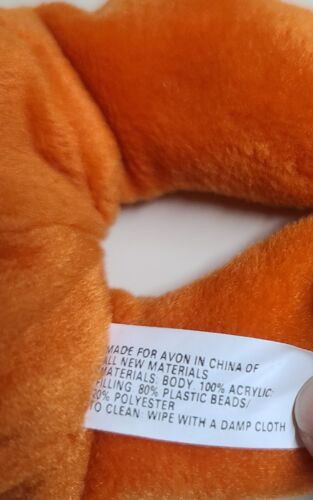 MADE FOR AVON IN CHINA OF
ALL NEW MATERIALS
MATERIALS: BODY: 100% ACRYLIC;
FILLING: 80% PLASTIC BEADS/
20% POLYESTER
TO CLEAN: WIPE WITH A DAMP CLOTH